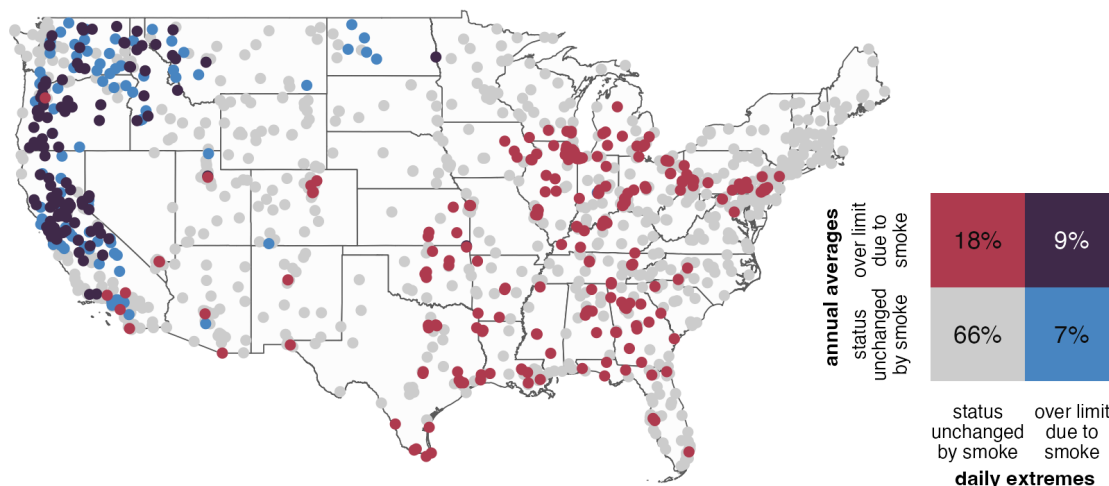 annual averages
over limit
due to
smoke
status
unchanged
by smoke
18%
9%
66%
7%
status
unchanged
by smoke
over limit
due to
smoke
daily extremes